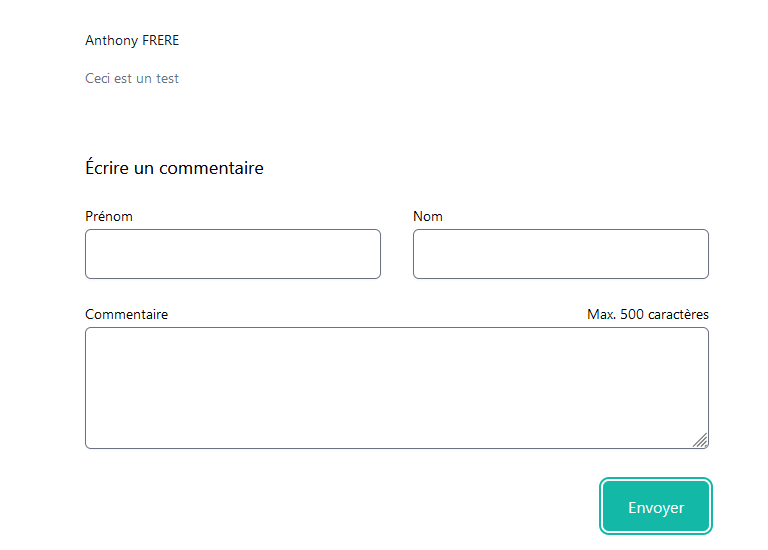 Anthony FRERE
Ceci est un test
Écrire un commentaire
Prénom Nom
Commentaire Max. 500 caractères
Envoyer